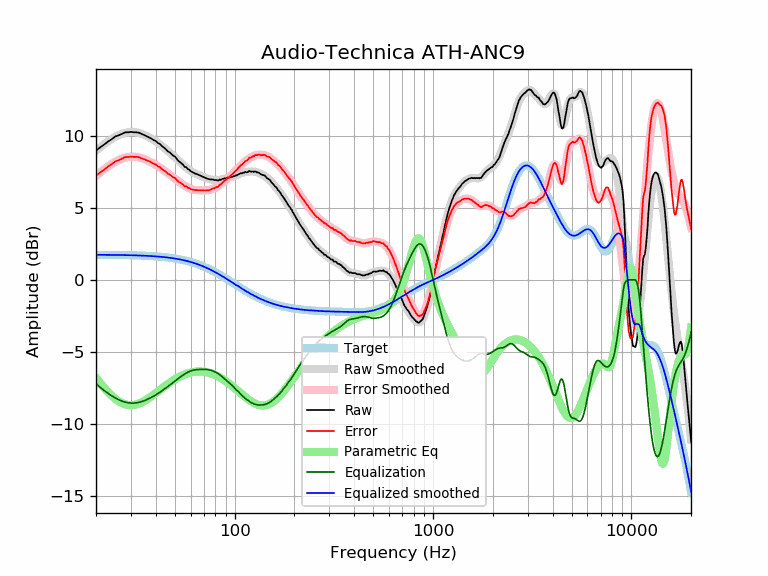 Audio-Technica ATH-ANC9
Amplitude (dBr)
10
5
0
−5
−10
−15
Target
Raw Smoothed
Error Smoothed
Raw
Error
Parametric Eq
Equalization
Equalized smoothed
100
1000
10000
Frequency (Hz)